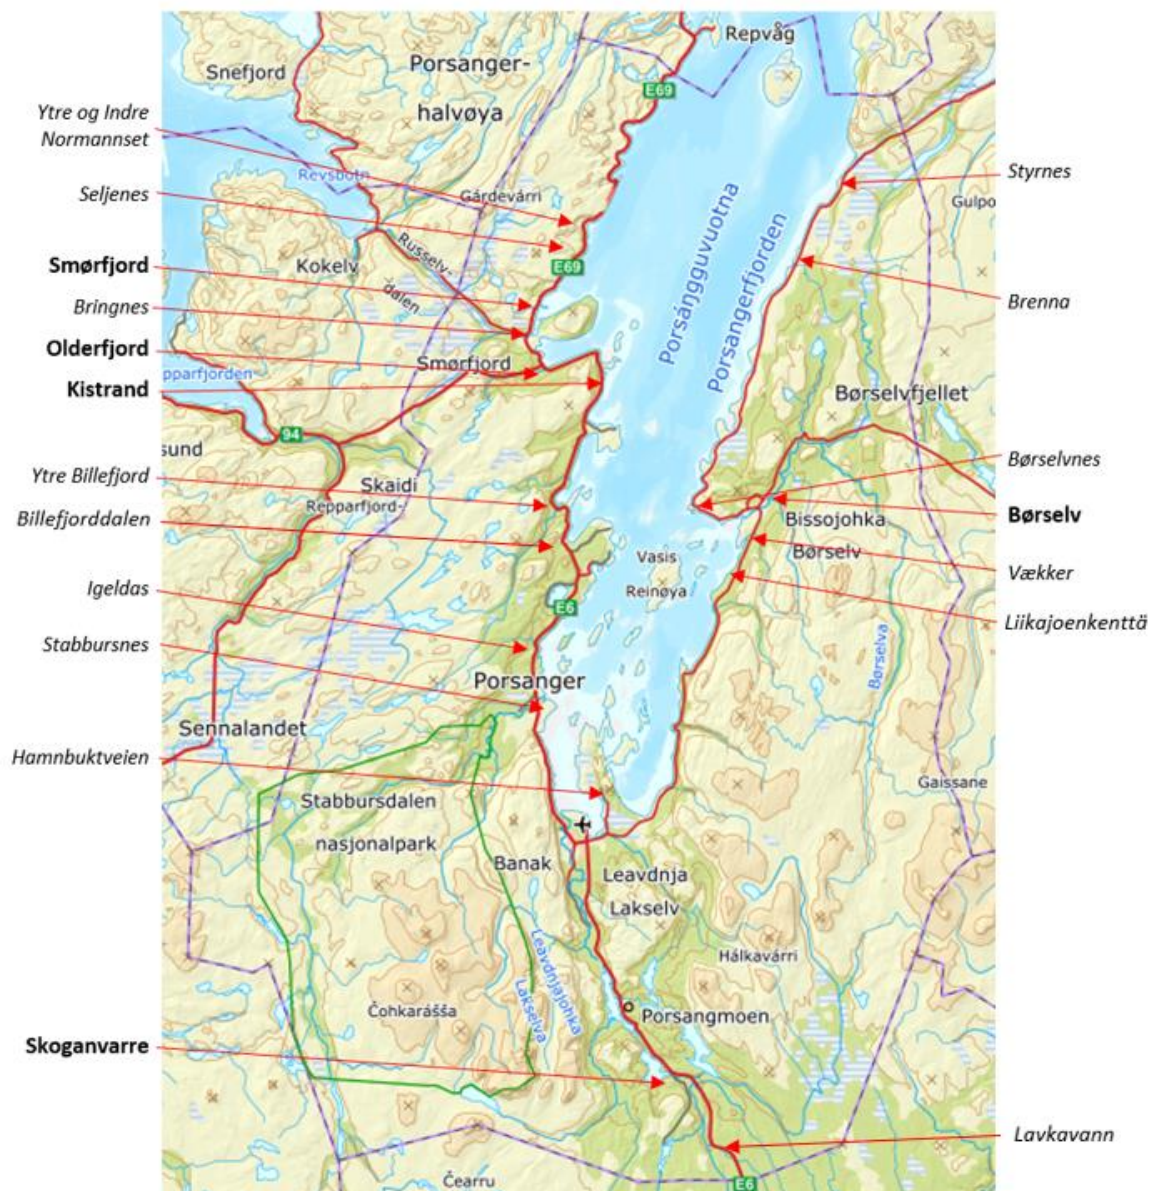 Repvåg
Snefjord
Porsanger-
halvøya
E69
Ytre og Indre
Normannset
Revsbotn
Styrnes
Seljenes
Gárdevárri
Gulpo
Porsáŋgguvuotna
Porsangerfjorden
Smørfjord
Kokelv
Russelv-
dalen
E69
Bringnes
Brenna
Olderfjord
Smørfjord
pparfjorden
Kistrand
Børselvfjellet
94
sund
Ytre Billefjord
Skaidi
Repparfjord-
Børselvnes
Billefjorddalen
Bissojohka
Børselv
Børselv
Vasis
Reinøya
Igeldas
E6
Vækker
Liikajoenkenttä
Stabbursnes
Børselva
Porsanger
Sennalandet
Hamnbuktveien
Gaissane
Stabbursdalen
nasjonalpark
Banak
Leavdnja
Lakselv
Leavdnjajohka
Lakselva
Hálkavárri
Čohkarášša
Porsangmoen
Skoganvarre
Lavkavann
Čearru
E6